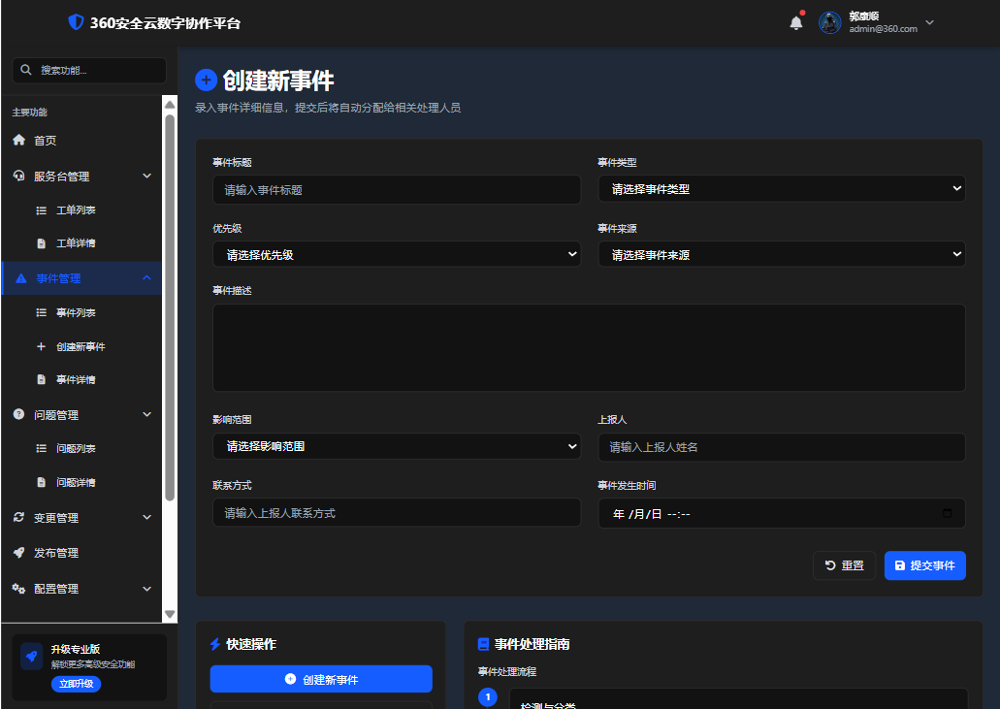 360安全云数字协作平台
郭康顺
admin@360.com
搜索功能...
主要功能
首页
服务台管理
工单列表
工单详情
事件管理
事件列表
创建新事件
事件详情
问题管理
问题列表
问题详情
变更管理
发布管理
配置管理
升级专业版
解锁更多高级安全功能
立即升级
创建新事件
录入事件详细信息，提交后将自动分配给相关处理人员
事件标题
事件类型
请输入事件标题
请选择事件类型
优先级
事件来源
请选择优先级
请选择事件来源
事件描述
影响范围
上报人
请选择影响范围
请输入上报人姓名
联系方式
事件发生时间
请输入上报人联系方式
年 /月/日 --:--
重置
提交事件
快速操作
创建新事件
事件处理指南
事件处理流程
1
检测与分类